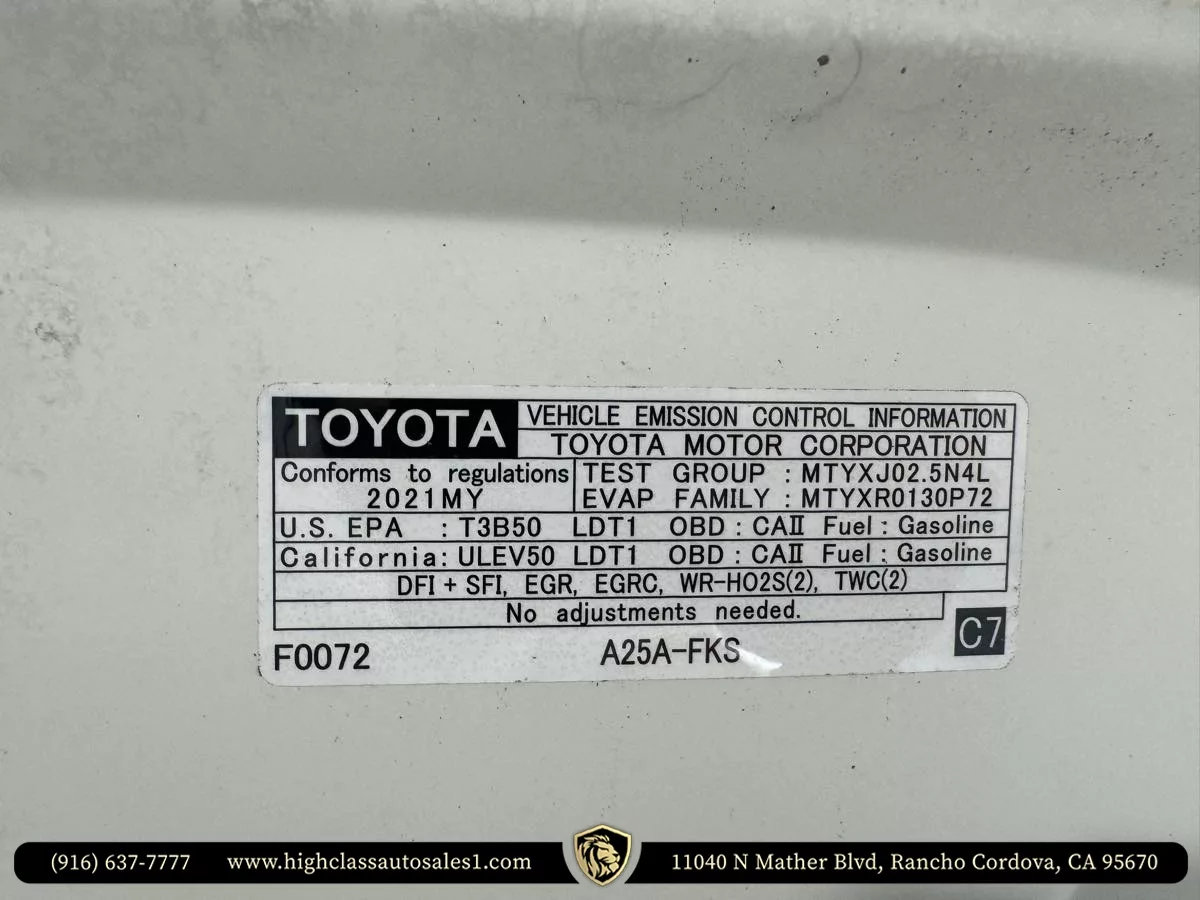 TOYOTA
VEHICLE EMISSION CONTROL INFORMATION
TOYOTA MOTOR CORPORATION
Conforms to regulations
2021MY
TEST GROUP : MTYXJ02.5N4L
EVAP FAMILY : MTYXR0130P72
U.S. EPA : T3B50 LDT1 OBD : CAⅡ Fuel : Gasoline
California : ULEV50 LDT1 OBD : CAⅡ Fuel : Gasoline
DFI + SFI, EGR, EGRC, WR-HO2S(2), TWC(2)
No adjustments needed.
F0072 A25A-FKS C7
(916) 637-7777 www.highclassautosales1.com 11040 N Mather Blvd, Rancho Cordova, CA 95670